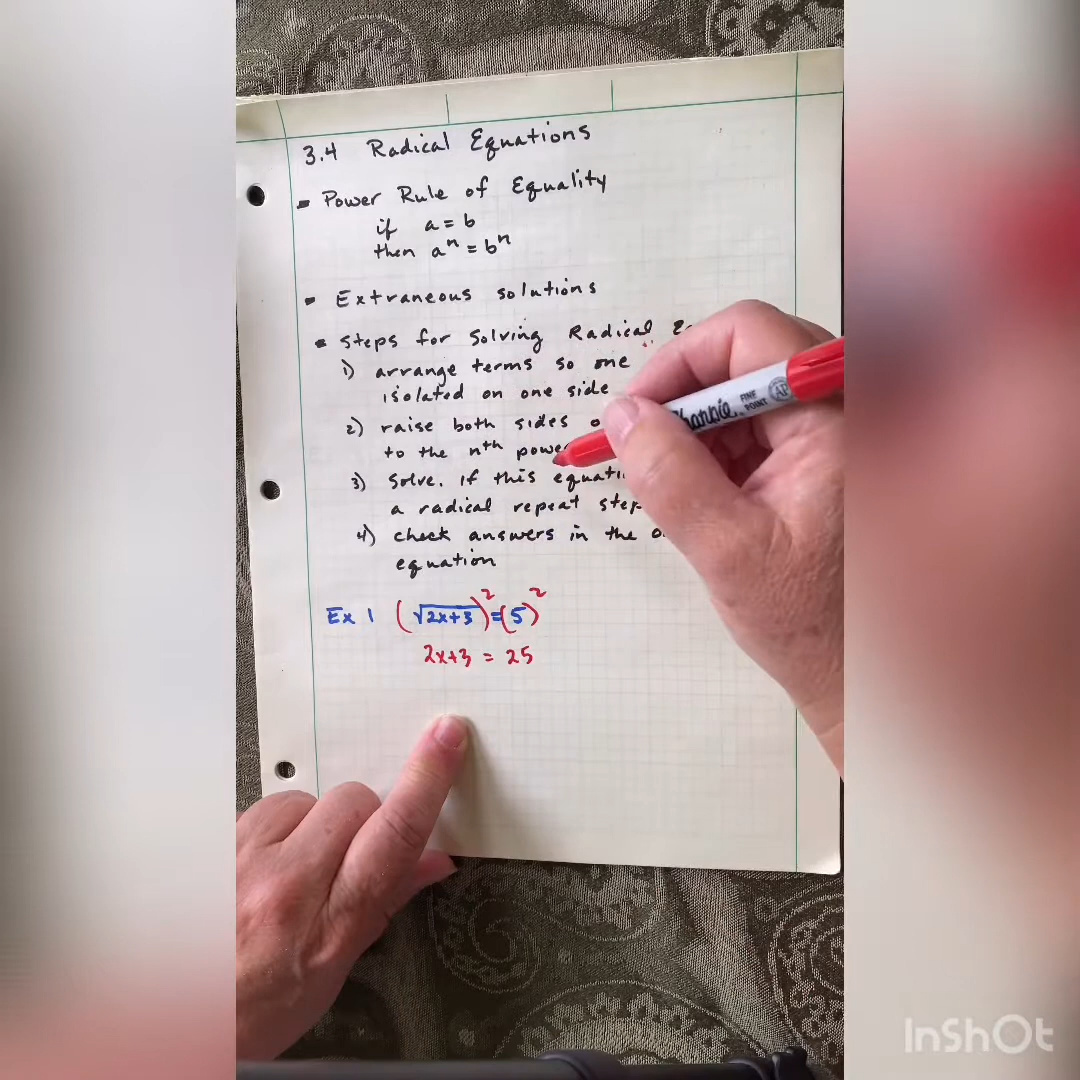 3.4 Radical Equations
- Power Rule of Equality
if a = b
then aⁿ = bⁿ
- Extraneous solutions
- Steps for Solving Radical
1) arrange terms so one
isolated on one side
2) raise both sides
to the nᵗʰ power
3) Solve. If this
a radical repeat
4) check answers in the
equation
Ex 1 (√2x+3)² = (5)²
2x+3 = 25
Sharpie
FINE
POINT
AP
InShOt